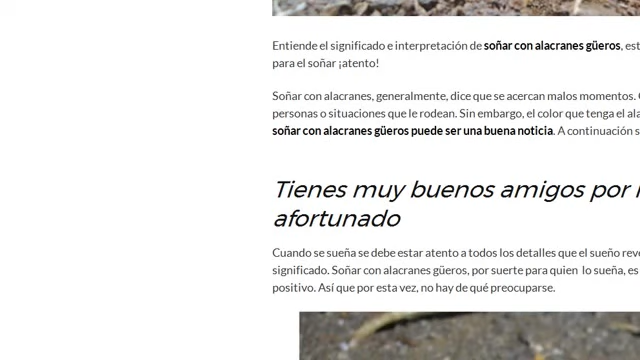 Entiende el significado e interpretación de soñar con alacranes güeros, est
para el soñar ¡atento!
Soñar con alacranes, generalmente, dice que se acercan malos momentos.
personas o situaciones que le rodean. Sin embargo, el color que tenga el ala
soñar con alacranes güeros puede ser una buena noticia. A continuación s
Tienes muy buenos amigos por
afortunado
Cuando se sueña se debe estar atento a todos los detalles que el sueño reve
significado. Soñar con alacranes güeros, por suerte para quien lo sueña, es
positivo. Así que por esta vez, no hay de qué preocuparse.